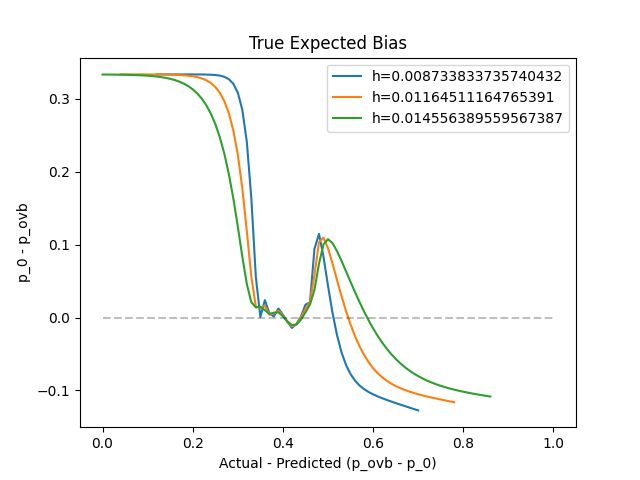 True Expected Bias
h=0.008733833735740432
h=0.01164511164765391
h=0.014556389559567387
p_0 - p_ovb
0.3
0.2
0.1
0.0
−0.1
0.0 0.2 0.4 0.6 0.8 1.0
Actual - Predicted (p_ovb - p_0)